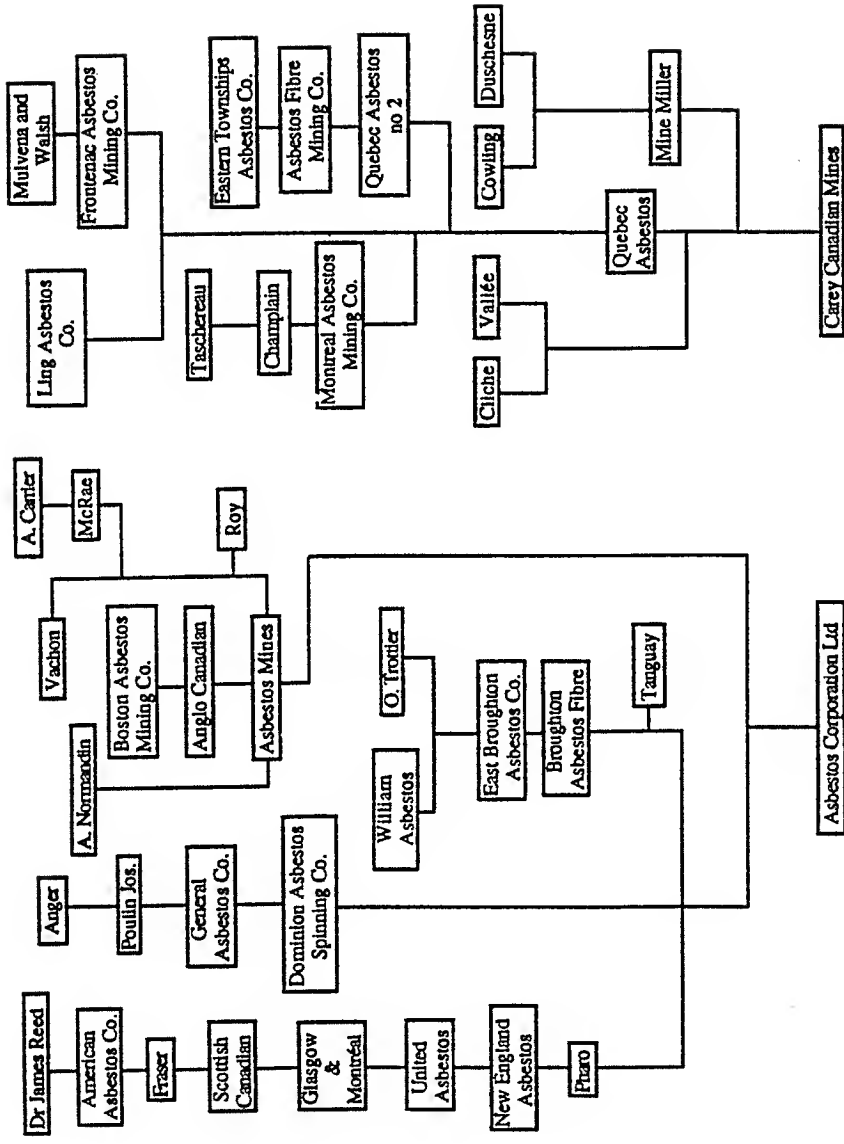 Dr James Reed
American
Asbestos Co.
Fraser
Scottish
Canadian
Glasgow
&
Montréal
United
Asbestos
New England
Asbestos
Pharo
Anger
Poulin Jos.
General
Asbestos Co.
Dominion Asbestos
Spinning Co.
A. Normandin
Vachon
A. Carrier
McRae
Boston Asbestos
Mining Co.
Anglo Canadian
Roy
Asbestos Mines
William
Asbestos
O. Trottier
East Broughton
Asbestos Co.
Broughton
Asbestos Fibre
Tanguay
Asbestos Corporation Ltd
Ling Asbestos
Co.
Mulvena and
Walsh
Frontenac Asbestos
Mining Co.
Taschereau
Champlain
Montreal Asbestos
Mining Co.
Eastern Townships
Asbestos Co.
Asbestos Fibre
Mining Co.
Quebec Asbestos
no 2
Cliche
Vallée
Cowling
Duschesne
Quebec
Asbestos
Mine Miller
Carey Canadian Mines